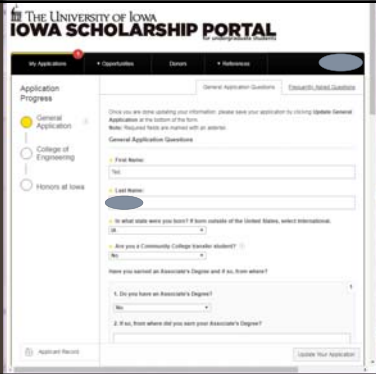 THE UNIVERSITY OF IOWA
IOWA SCHOLARSHIP PORTAL
for undergraduate students
My Applications
Opportunities
Donors
References
Application Progress
General Application
College of Engineering
Honors at Iowa
Applicant Record
General Application Questions
Frequently Asked Questions
Once you are done updating your information, please save your application by clicking Update General
Application at the bottom of the form.
Note: Required fields are marked with an asterisk.
General Application Questions
First Name:
Last Name:
In what state were you born? If born outside of the United States, select International.
Are you a Community College transfer student?
No
Have you earned an Associate's Degree and if so, from where?
1
1. Do you have an Associate's Degree?
2. If so, from where did you earn your Associate's Degree?
Update Your Application